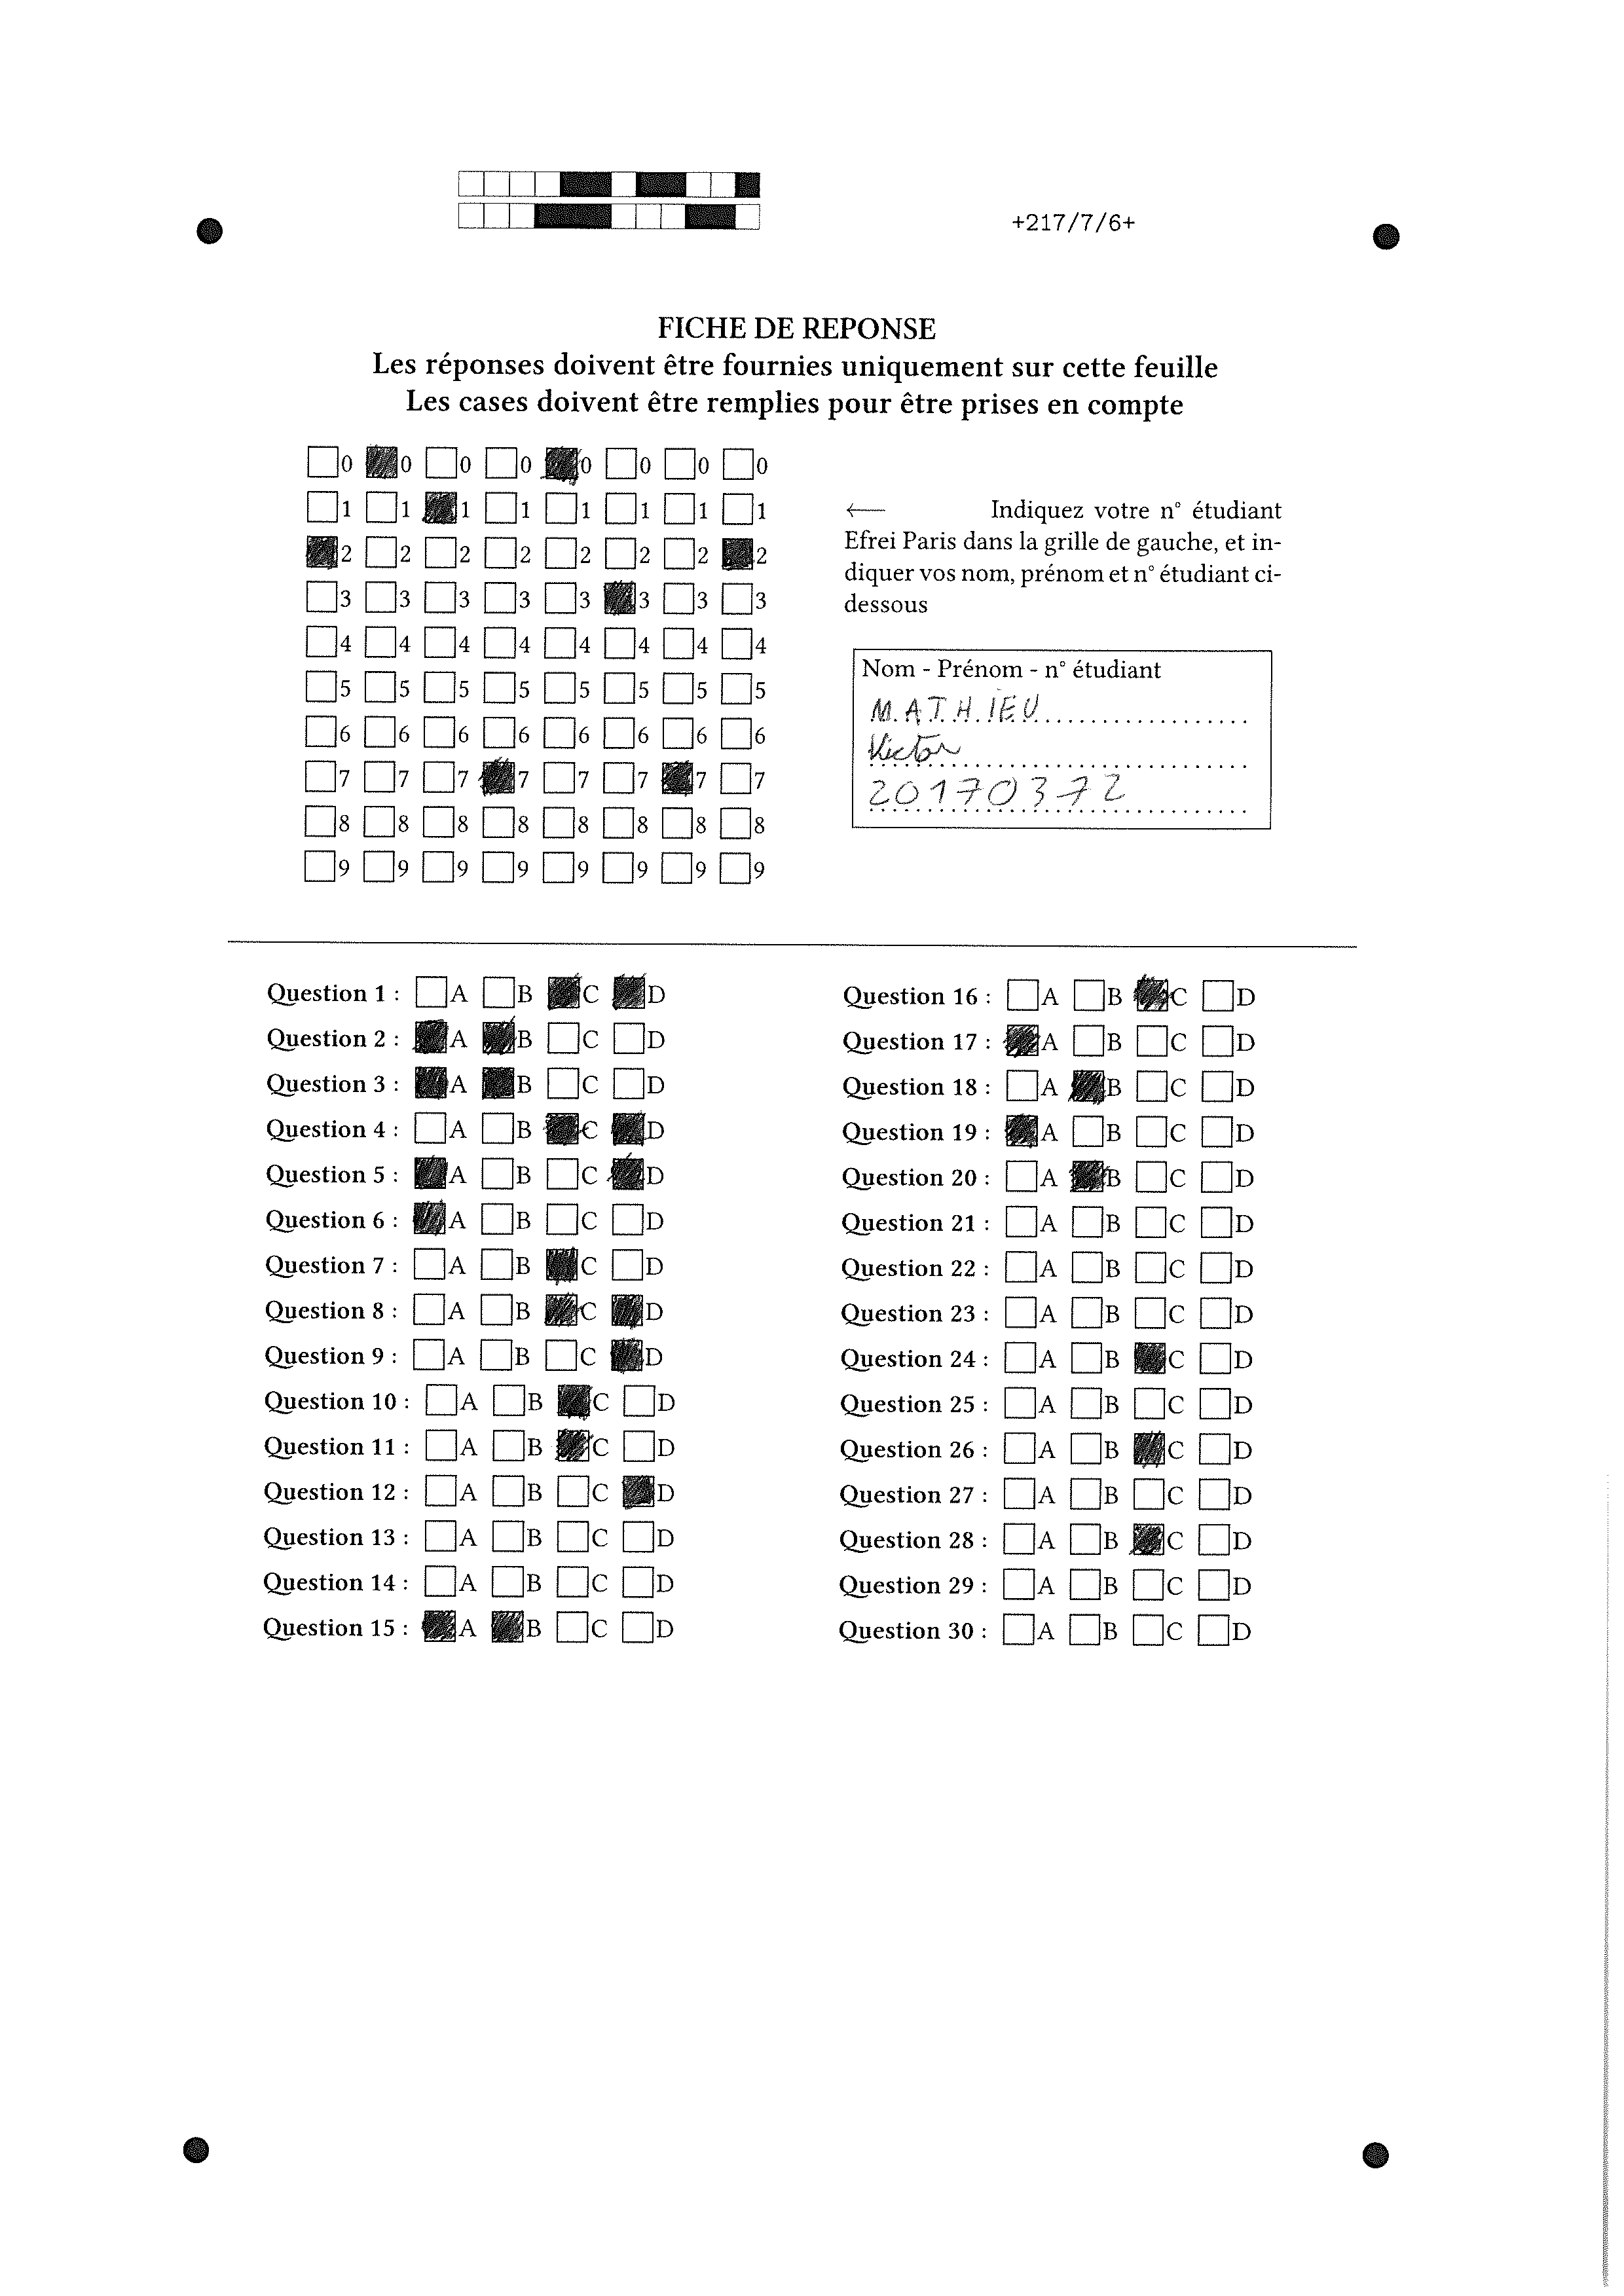 +217/7/6+
FICHE DE REPONSE
Les réponses doivent être fournies uniquement sur cette feuille
Les cases doivent être remplies pour être prises en compte
0 0 0 0 0 0 0 0
1 1 1 1 1 1 1 1
2 2 2 2 2 2 2 2
3 3 3 3 3 3 3 3
4 4 4 4 4 4 4 4
5 5 5 5 5 5 5 5
6 6 6 6 6 6 6 6
7 7 7 7 7 7 7 7
8 8 8 8 8 8 8 8
9 9 9 9 9 9 9 9
← Indiquez votre n° étudiant
Efrei Paris dans la grille de gauche, et in-
diquer vos nom, prénom et n° étudiant ci-
dessous
Nom - Prénom - n° étudiant
MATHIEU
Victor
20170372
Question 1 : A B C D
Question 2 : A B C D
Question 3 : A B C D
Question 4 : A B C D
Question 5 : A B C D
Question 6 : A B C D
Question 7 : A B C D
Question 8 : A B C D
Question 9 : A B C D
Question 10 : A B C D
Question 11 : A B C D
Question 12 : A B C D
Question 13 : A B C D
Question 14 : A B C D
Question 15 : A B C D
Question 16 : A B C D
Question 17 : A B C D
Question 18 : A B C D
Question 19 : A B C D
Question 20 : A B C D
Question 21 : A B C D
Question 22 : A B C D
Question 23 : A B C D
Question 24 : A B C D
Question 25 : A B C D
Question 26 : A B C D
Question 27 : A B C D
Question 28 : A B C D
Question 29 : A B C D
Question 30 : A B C D